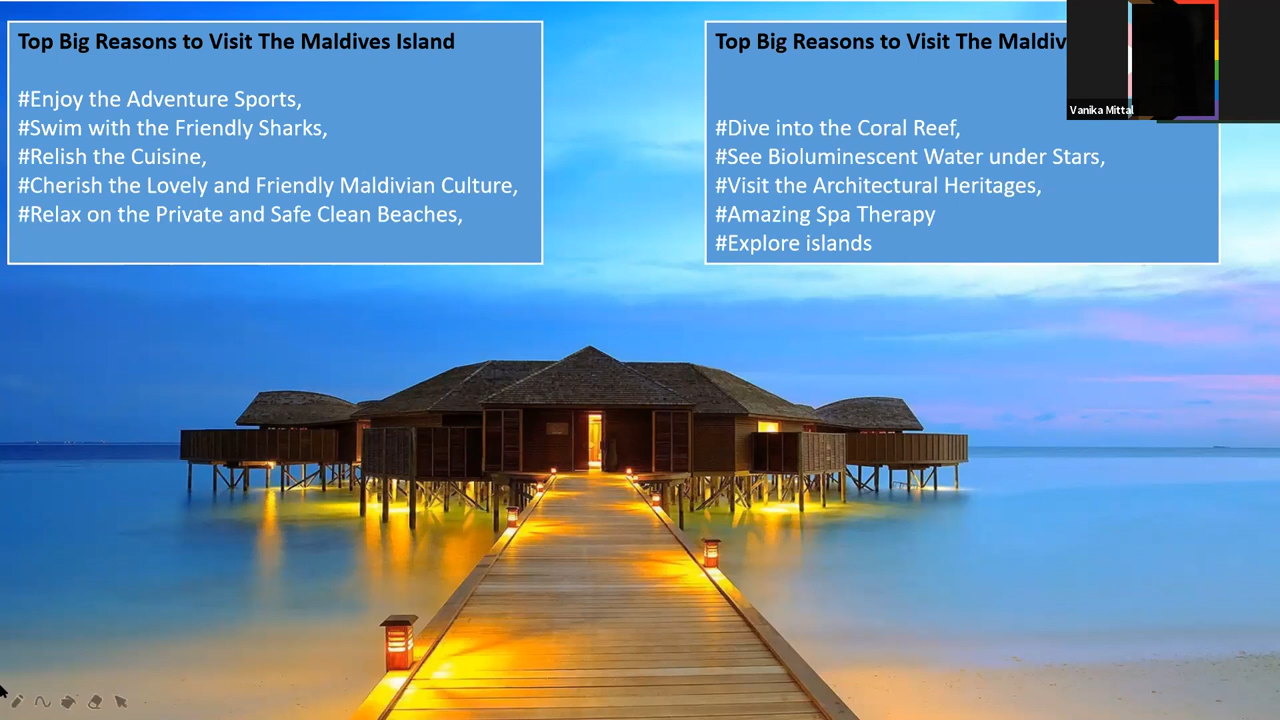 Top Big Reasons to Visit The Maldives Island
#Enjoy the Adventure Sports,
#Swim with the Friendly Sharks,
#Relish the Cuisine,
#Cherish the Lovely and Friendly Maldivian Culture,
#Relax on the Private and Safe Clean Beaches,
Top Big Reasons to Visit The Maldiv
#Dive into the Coral Reef,
#See Bioluminescent Water under Stars,
#Visit the Architectural Heritages,
#Amazing Spa Therapy
#Explore islands
Vanika Mittal